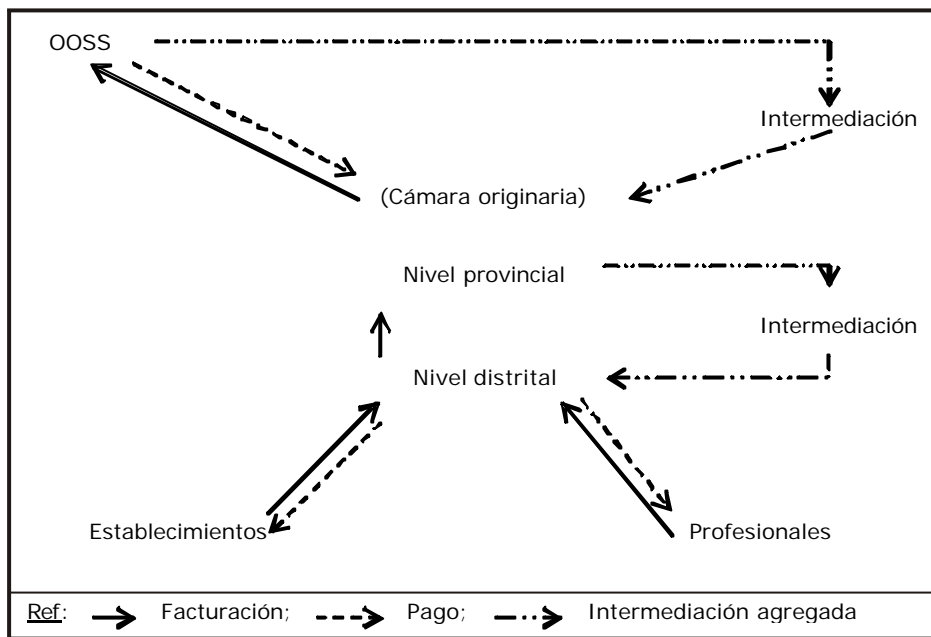 OOSS
Intermediación
(Cámara originaria)
Nivel provincial
Intermediación
Nivel distrital
Establecimientos
Profesionales
Ref: Facturación; Pago; Intermediación agregada